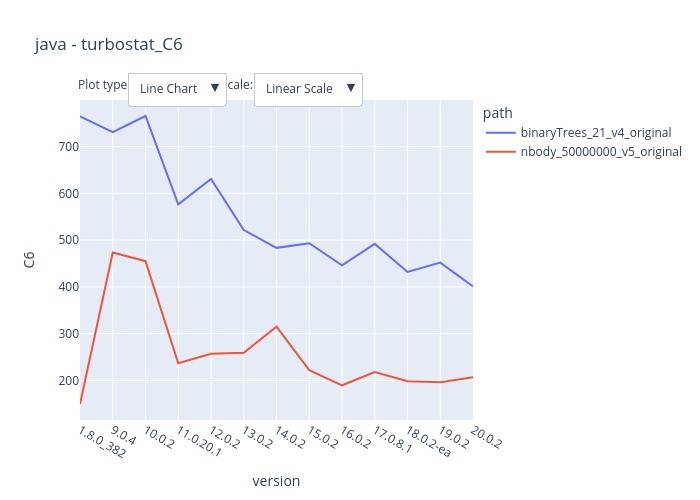 java - turbostat_C6
Plot type Line Chart ▼ cale: Linear Scale ▼
path
binaryTrees_21_v4_original
nbody_50000000_v5_original
700
600
500
400
300
200
C6
1.8.0_382 9.0.4 10.0.2 11.0.20.1 12.0.2 13.0.2 14.0.2 15.0.2 16.0.2 17.0.8.1 18.0.2-ea 19.0.2 20.0.2
version